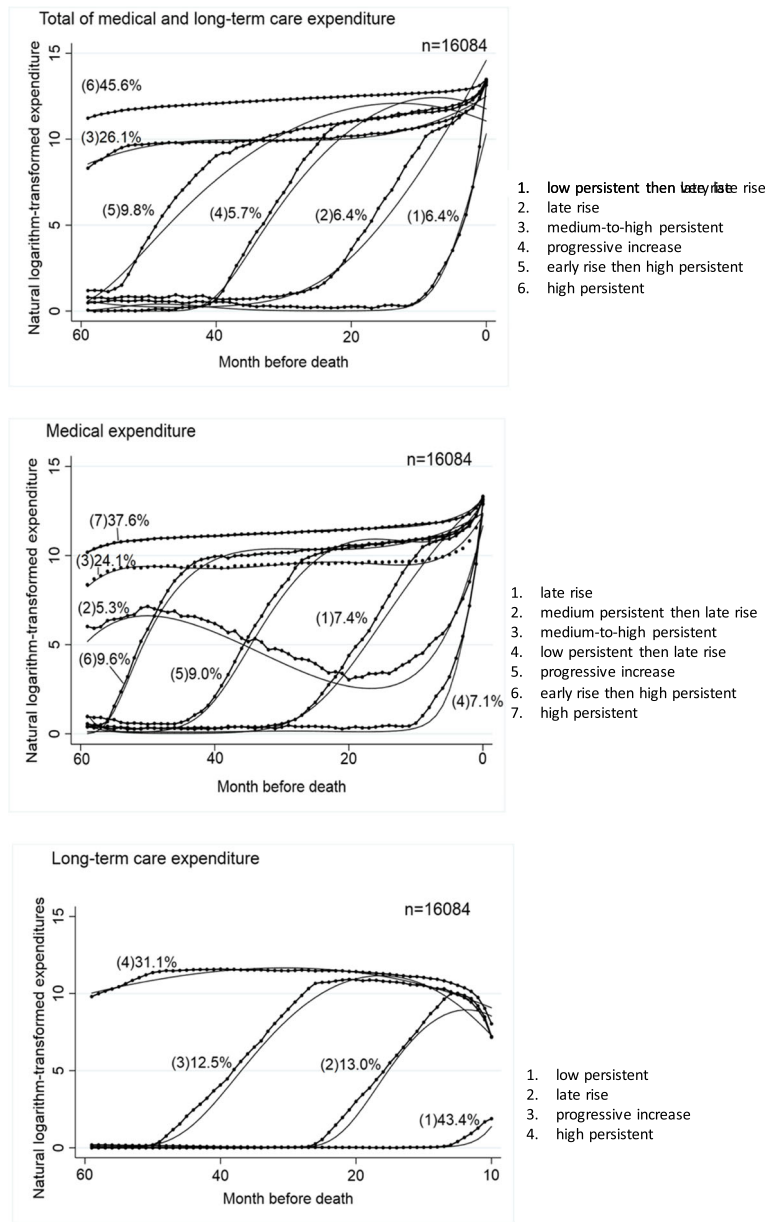 Total of medical and long-term care expenditure
n=16084
15
(6)45.6%
(3)26.1%
10
(5)9.8%
(4)5.7%
(2)6.4%
(1)6.4%
5
0
Natural logarithm-transformed expenditure
60
40
20
0
Month before death
1. low persistent then late rise
2. late rise
3. medium-to-high persistent
4. progressive increase
5. early rise then high persistent
6. high persistent
Medical expenditure
n=16084
15
(7)37.6%
10
(3)24.1%
(2)5.3%
(1)7.4%
5
(6)9.6%
(5)9.0%
(4)7.1%
0
Natural logarithm-transformed expenditure
60
40
20
0
Month before death
1. late rise
2. medium persistent then late rise
3. medium-to-high persistent
4. low persistent then late rise
5. progressive increase
6. early rise then high persistent
7. high persistent
Long-term care expenditure
n=16084
15
(4)31.1%
10
(3)12.5%
(2)13.0%
5
(1)43.4%
0
Natural logarithm-transformed expenditures
60
40
20
10
Month before death
1. low persistent
2. late rise
3. progressive increase
4. high persistent